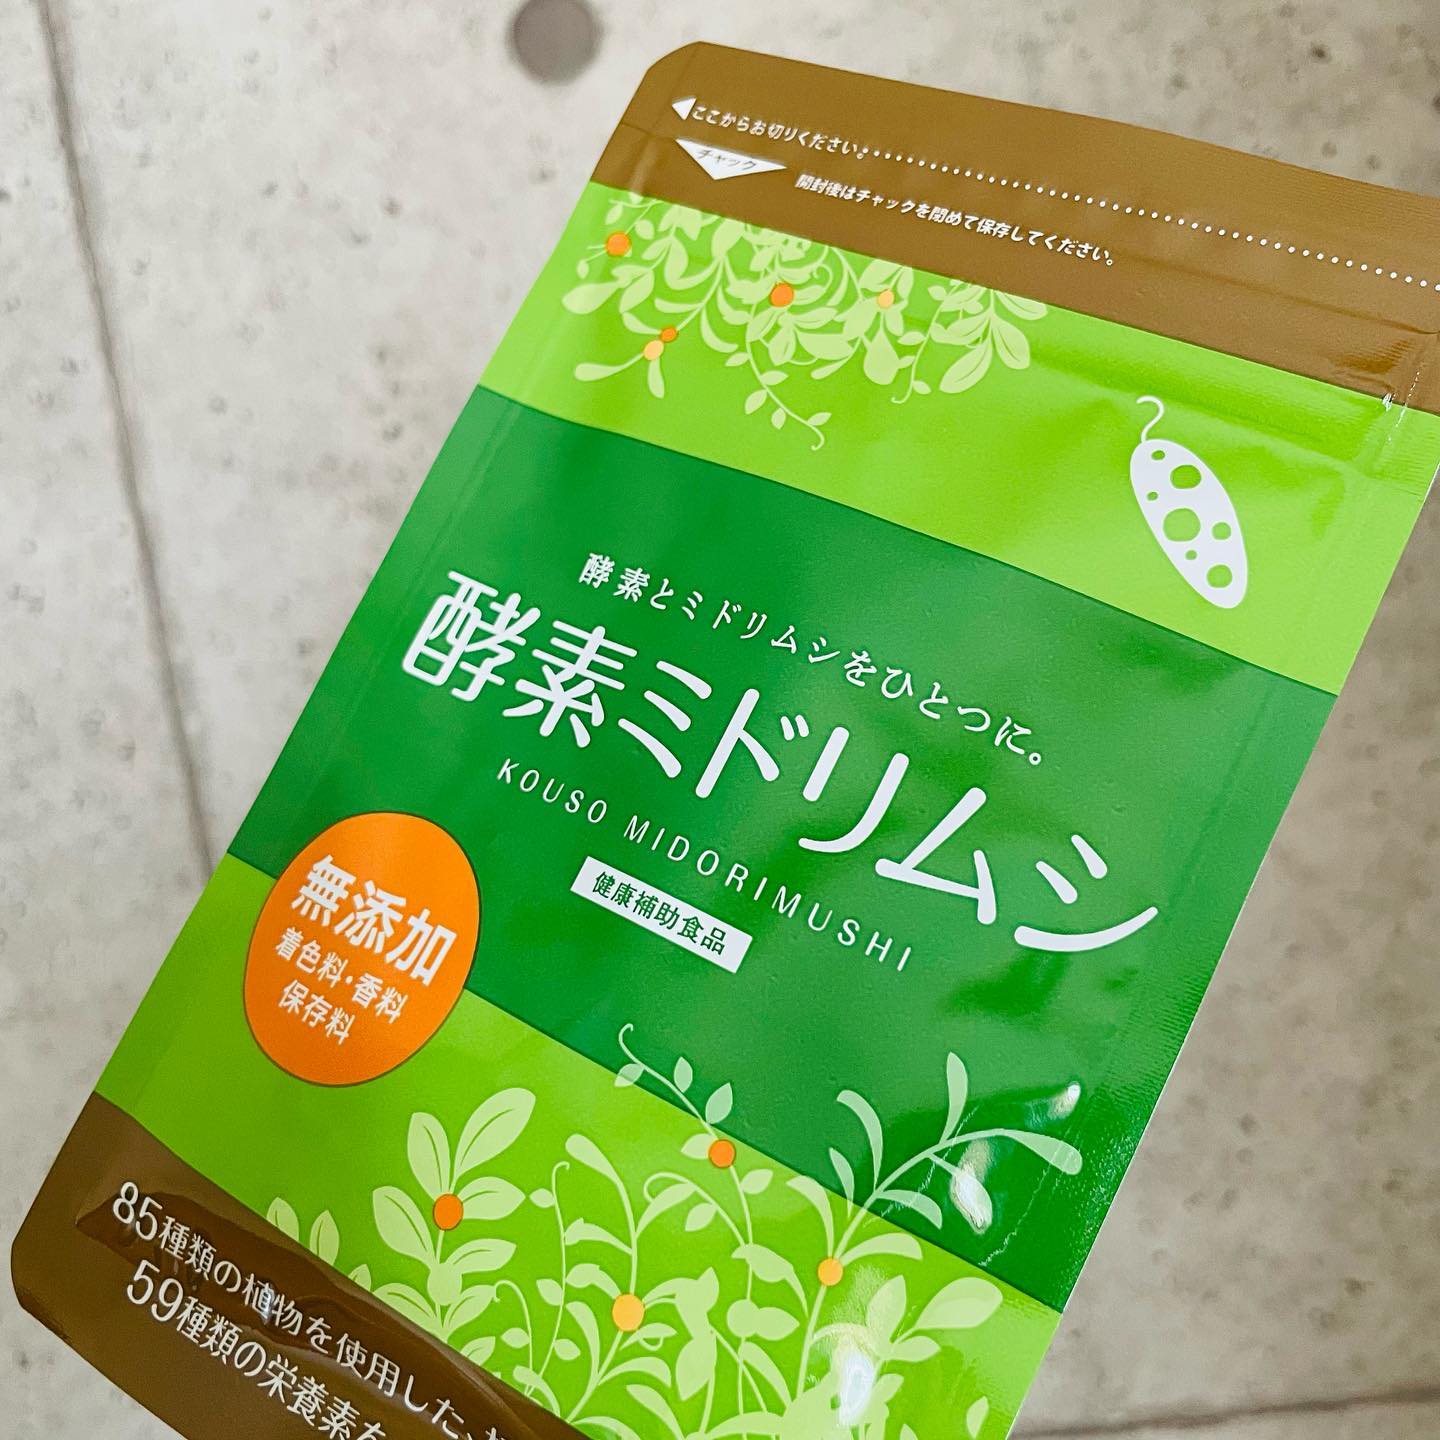 ここからお切りください。
チャック
開封後はチャックを閉めて保存してください。
酵素とミドリムシをひとつに。
酵素ミドリムシ
KOUSO MIDORIMUSHI
健康補助食品
無添加
着色料・香料
保存料
85種類の植物を使用した、
59種類の栄養素を